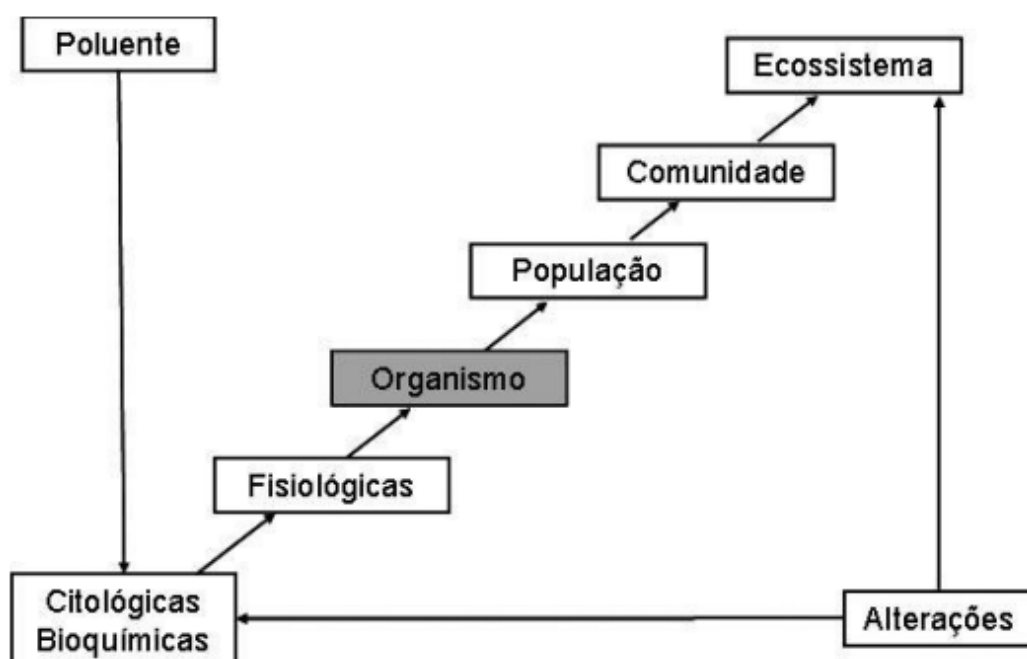 Poluente
Ecossistema
Comunidade
População
Organismo
Fisiológicas
Citológicas
Bioquímicas
Alterações